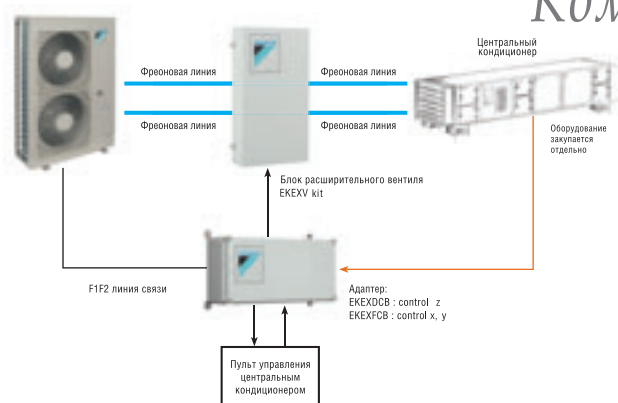 Ком
Центральный
кондиционер
Фреоновая линия
Фреоновая линия
Фреоновая линия
Фреоновая линия
Оборудование
закупается
отдельно
Блок расширительного вентиля
EKEXV kit
F1F2 линия связи
Адаптер:
EKEXDCB : control z
EKEXFCB : control x, y
Пульт управления
центральным
кондиционером